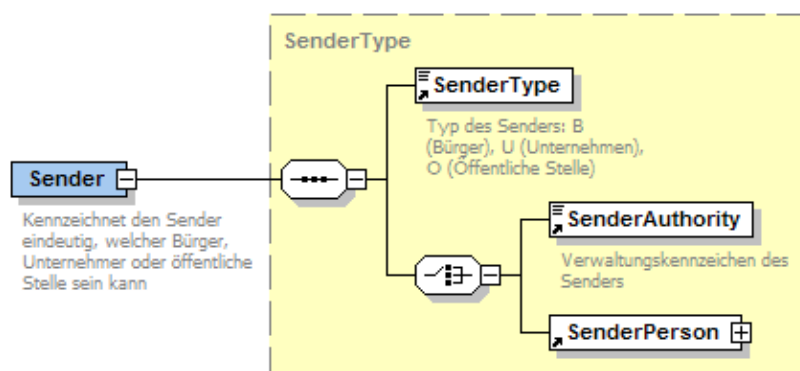 SenderType
SenderType
Typ des Senders: B
(Bürger), U (Unternehmen),
O (Öffentliche Stelle)
Sender
Kennzeichnet den Sender
eindeutig, welcher Bürger,
Unternehmer oder öffentliche
Stelle sein kann
SenderAuthority
Verwaltungskennzeichen des
Senders
SenderPerson